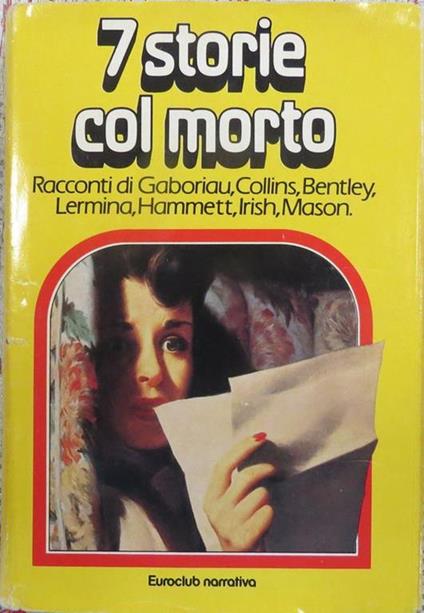 7 storie
col morto
Racconti di Gaboriau, Collins, Bentley,
Lermina, Hammett, Irish, Mason.
Euroclub narrativa